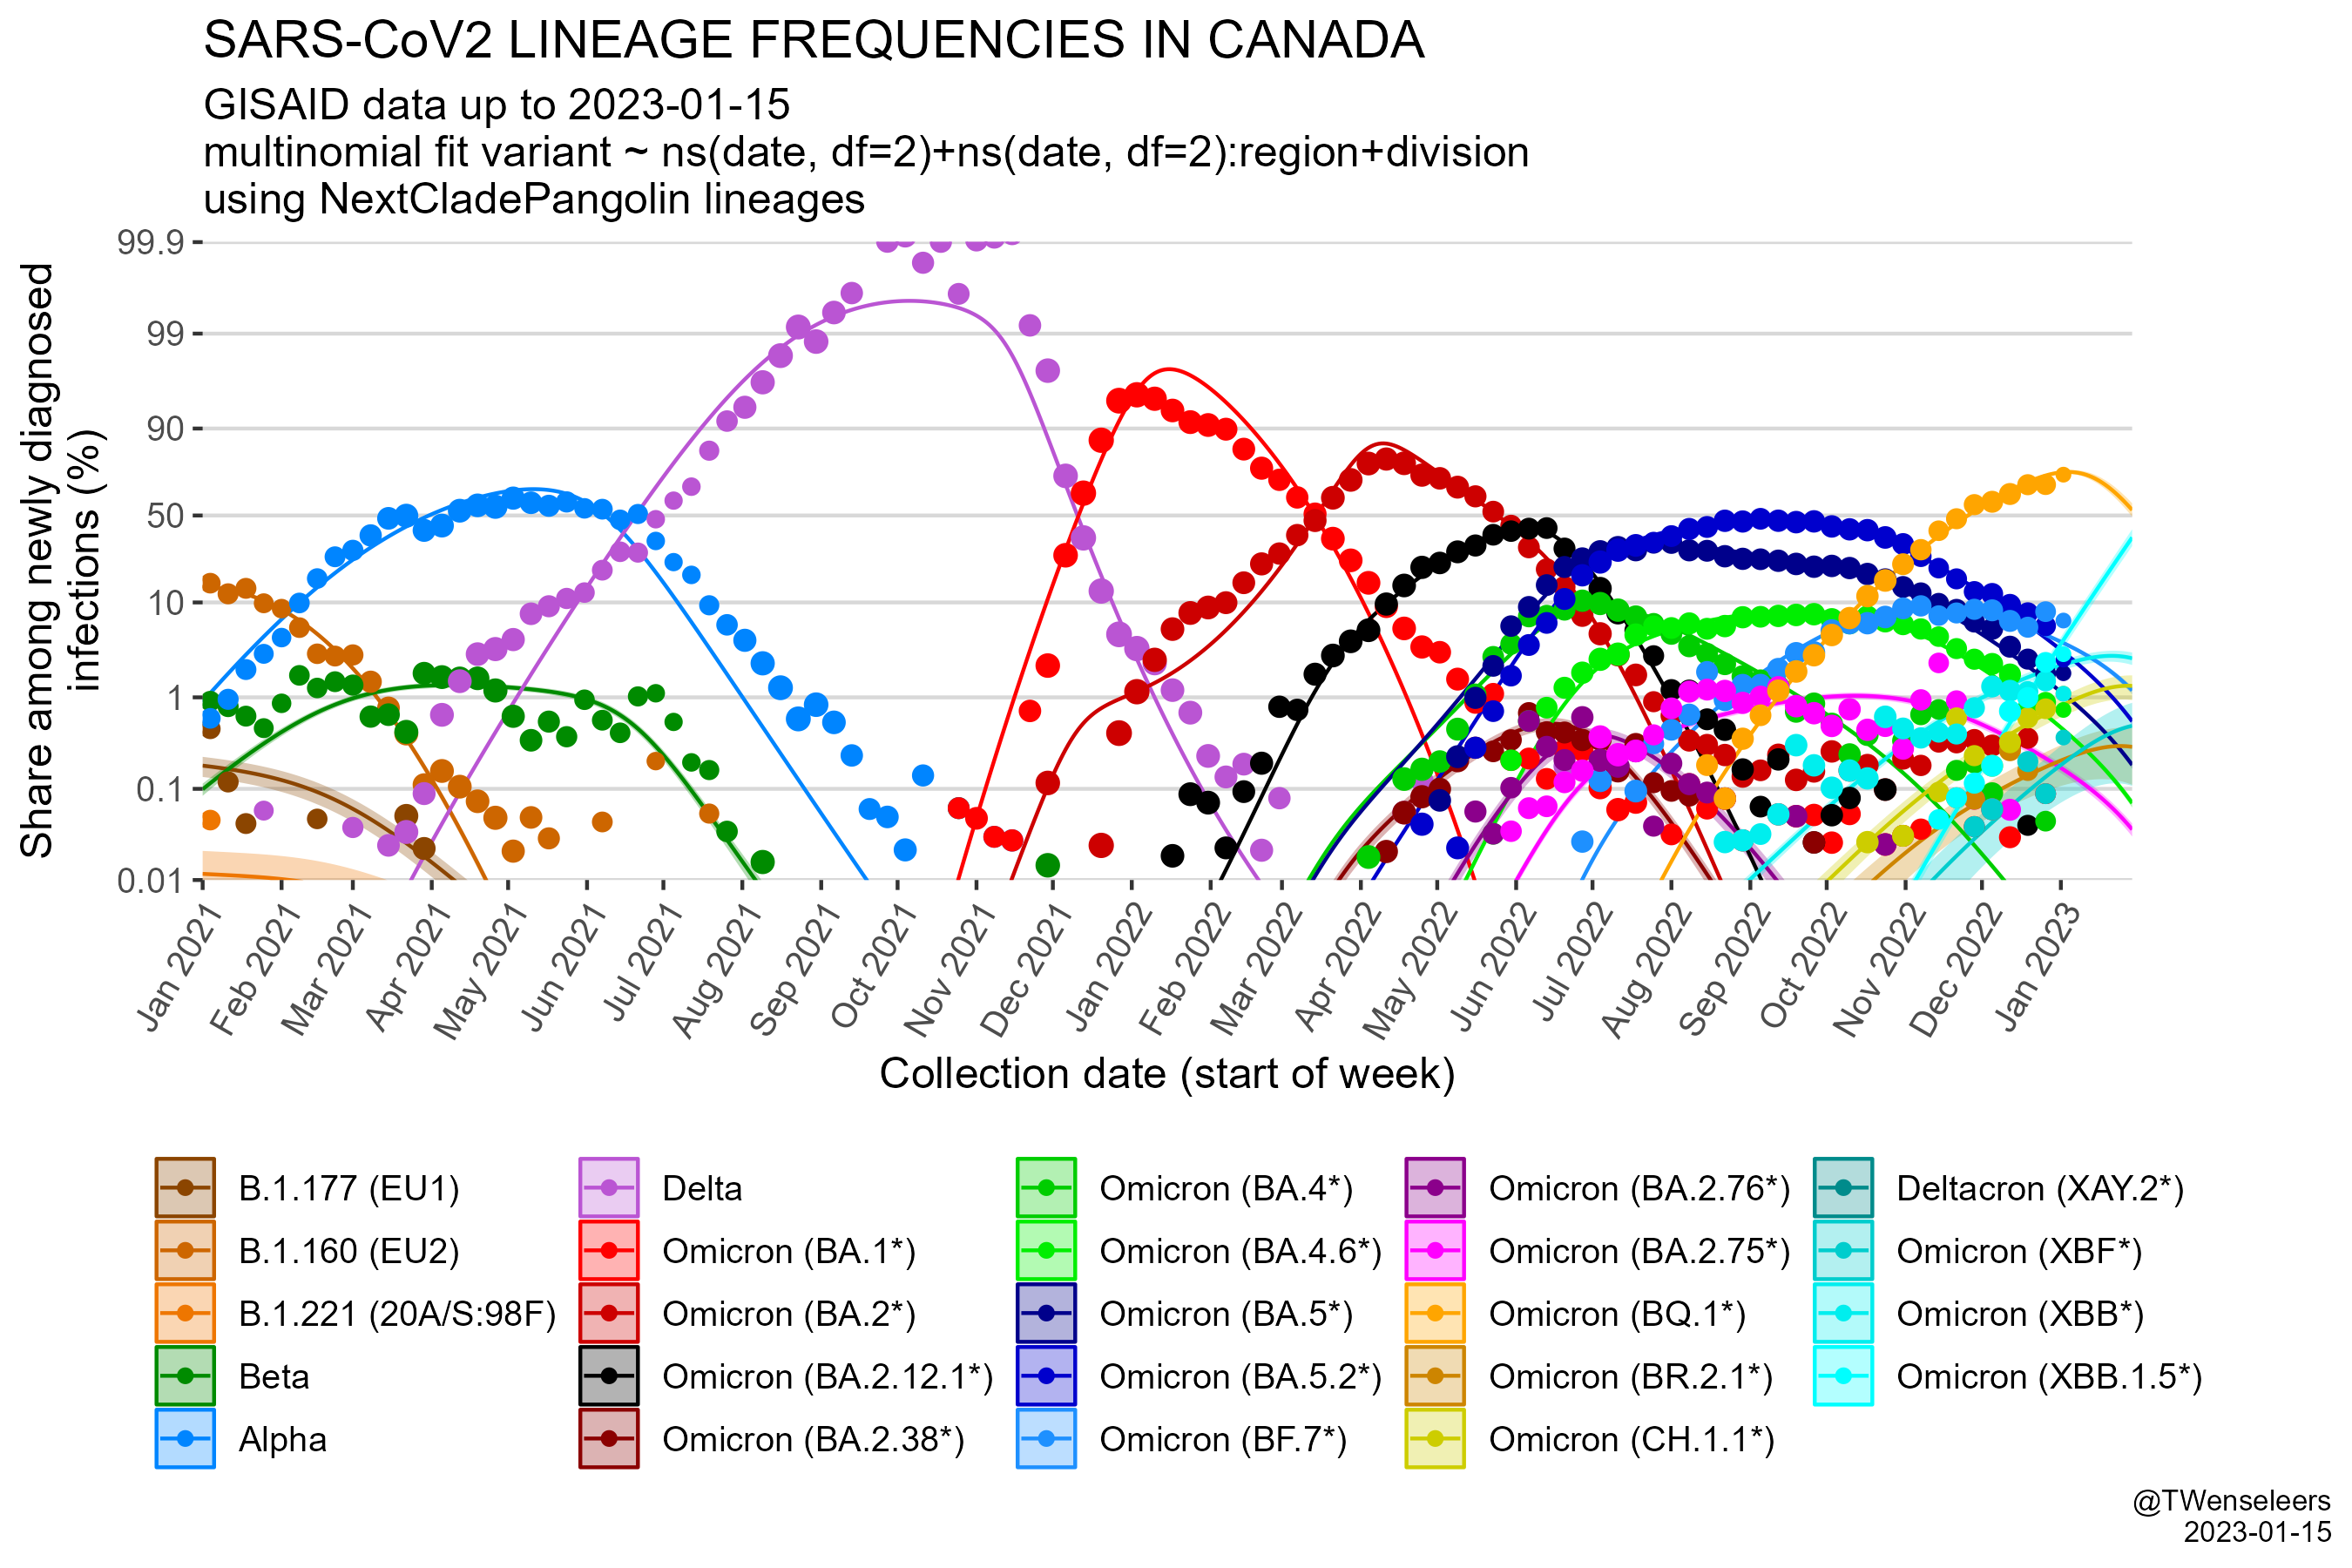 SARS-CoV2 LINEAGE FREQUENCIES IN CANADA
GISAID data up to 2023-01-15
multinomial fit variant ~ ns(date, df=2)+ns(date, df=2):region+division
using NextCladePangolin lineages
Share among newly diagnosed
infections (%)
99.9
99
90
50
10
1
0.1
0.01
Jan 2021
Feb 2021
Mar 2021
Apr 2021
May 2021
Jun 2021
Jul 2021
Aug 2021
Sep 2021
Oct 2021
Nov 2021
Dec 2021
Jan 2022
Feb 2022
Mar 2022
Apr 2022
May 2022
Jun 2022
Jul 2022
Aug 2022
Sep 2022
Oct 2022
Nov 2022
Dec 2022
Jan 2023
Collection date (start of week)
B.1.177 (EU1)
B.1.160 (EU2)
B.1.221 (20A/S:98F)
Beta
Alpha
Delta
Omicron (BA.1*)
Omicron (BA.2*)
Omicron (BA.2.12.1*)
Omicron (BA.2.38*)
Omicron (BA.4*)
Omicron (BA.4.6*)
Omicron (BA.5*)
Omicron (BA.5.2*)
Omicron (BF.7*)
Omicron (BA.2.76*)
Omicron (BA.2.75*)
Omicron (BQ.1*)
Omicron (BR.2.1*)
Omicron (CH.1.1*)
Deltacron (XAY.2*)
Omicron (XBF*)
Omicron (XBB*)
Omicron (XBB.1.5*)
@TWenseleers
2023-01-15